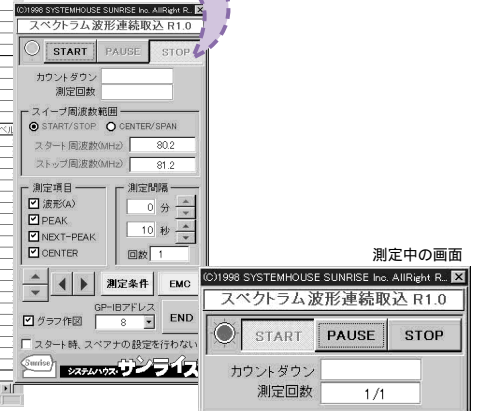 (C)1998 SYSTEMHOUSE SUNRISE Inc. AllRight R..
スペクトラム波形連続取込 R1.0
START PAUSE STOP
カウントダウン
測定回数
スイープ周波数範囲
START/STOP CENTER/SPAN
スタート周波数(MHz) 80.2
ストップ周波数(MHz) 81.2
測定項目
波形(A)
PEAK
NEXT-PEAK
CENTER
測定間隔
0 分
10 秒
回数 1
測定条件 EMC
GP-IBアドレス
グラフ作図 8 END
スタート時、スペアナの設定を行わない
Sunrise システムハウス・サンライズ
測定中の画面
(C)1998 SYSTEMHOUSE SUNRISE Inc. AllRight R..
スペクトラム波形連続取込 R1.0
START PAUSE STOP
カウントダウン
測定回数 1/1